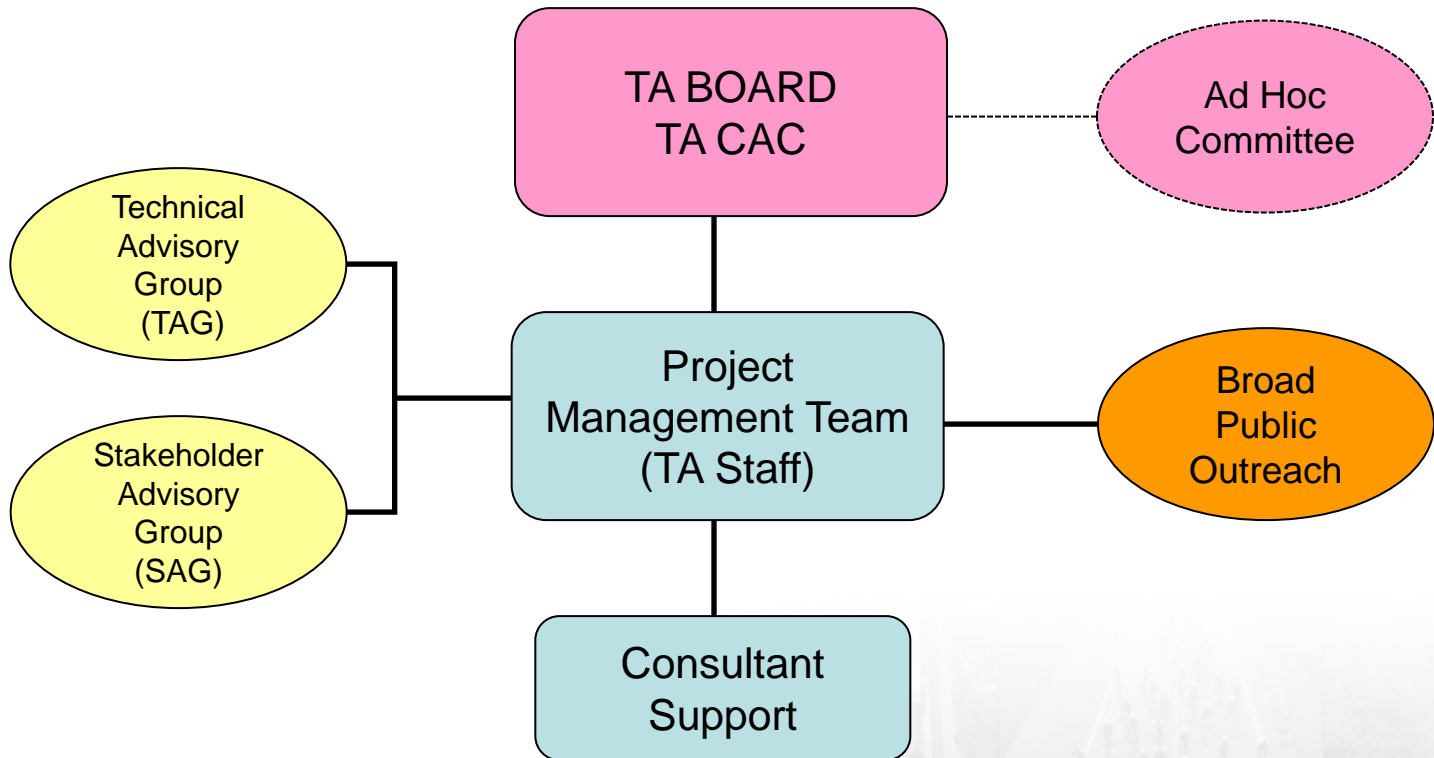 TA BOARD
TA CAC
Ad Hoc
Committee
Technical
Advisory
Group
(TAG)
Project
Management Team
(TA Staff)
Broad
Public
Outreach
Stakeholder
Advisory
Group
(SAG)
Consultant
Support